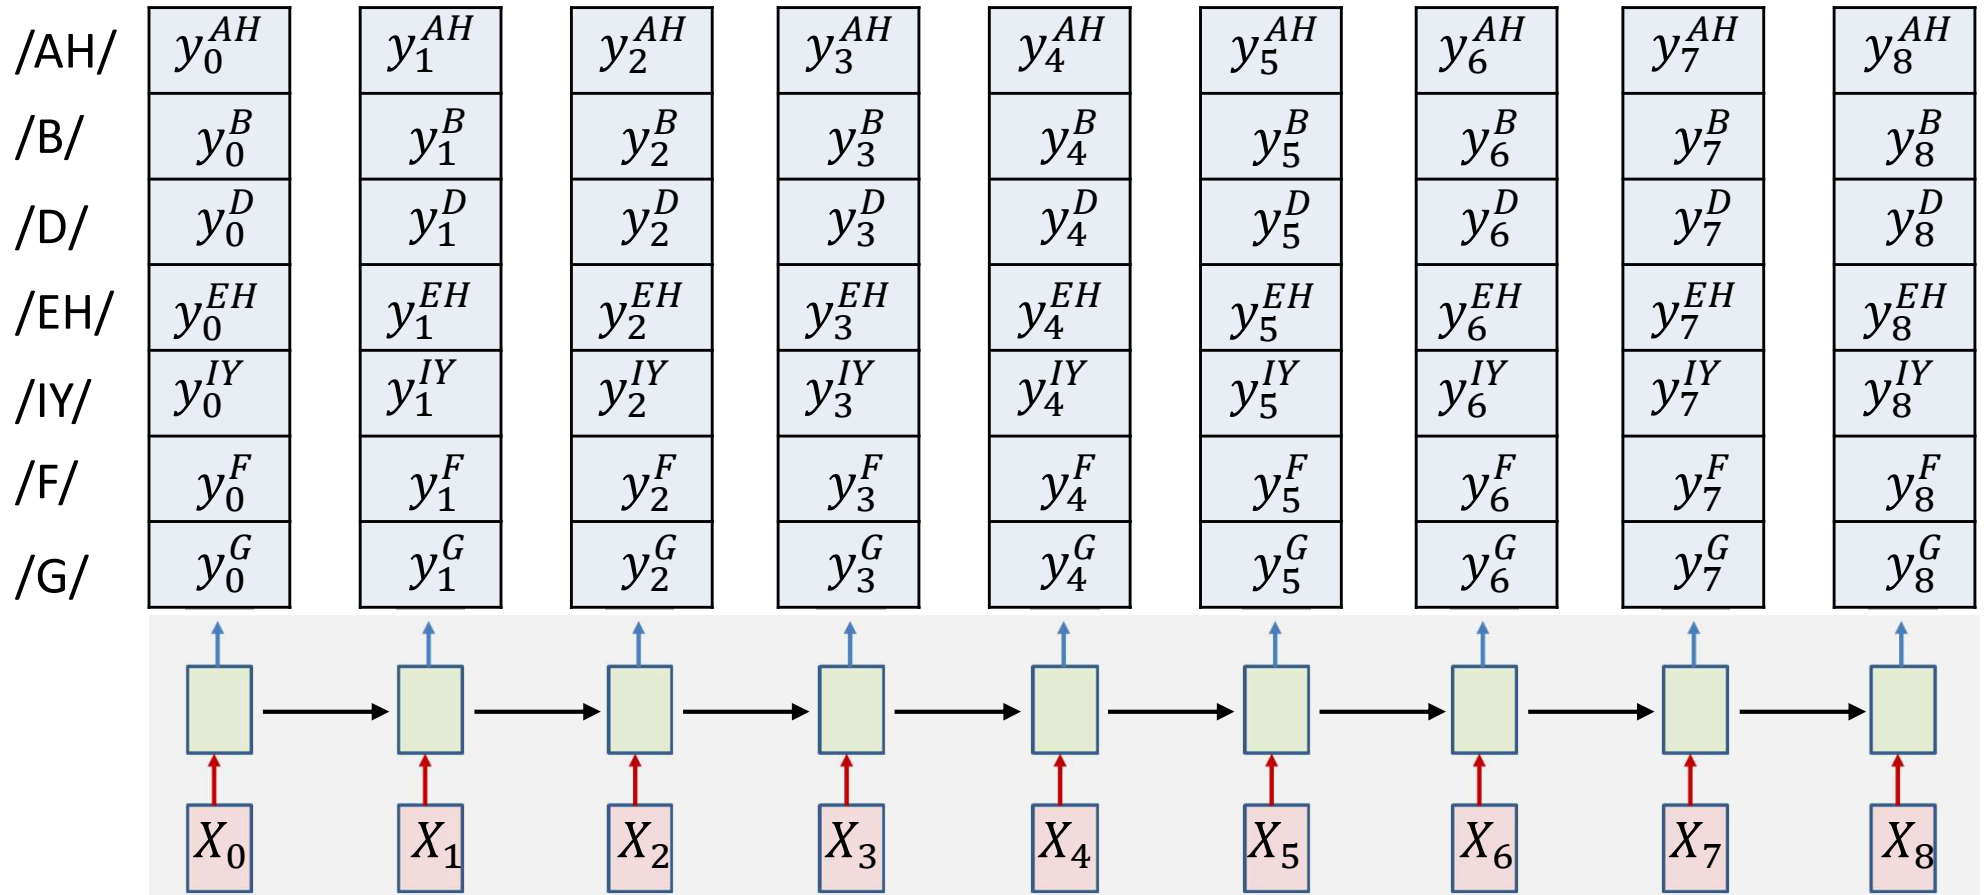 /AH/ y_0^{AH} y_1^{AH} y_2^{AH} y_3^{AH} y_4^{AH} y_5^{AH} y_6^{AH} y_7^{AH} y_8^{AH}
/B/ y_0^{B} y_1^{B} y_2^{B} y_3^{B} y_4^{B} y_5^{B} y_6^{B} y_7^{B} y_8^{B}
/D/ y_0^{D} y_1^{D} y_2^{D} y_3^{D} y_4^{D} y_5^{D} y_6^{D} y_7^{D} y_8^{D}
/EH/ y_0^{EH} y_1^{EH} y_2^{EH} y_3^{EH} y_4^{EH} y_5^{EH} y_6^{EH} y_7^{EH} y_8^{EH}
/IY/ y_0^{IY} y_1^{IY} y_2^{IY} y_3^{IY} y_4^{IY} y_5^{IY} y_6^{IY} y_7^{IY} y_8^{IY}
/F/ y_0^{F} y_1^{F} y_2^{F} y_3^{F} y_4^{F} y_5^{F} y_6^{F} y_7^{F} y_8^{F}
/G/ y_0^{G} y_1^{G} y_2^{G} y_3^{G} y_4^{G} y_5^{G} y_6^{G} y_7^{G} y_8^{G}
X_0 X_1 X_2 X_3 X_4 X_5 X_6 X_7 X_8